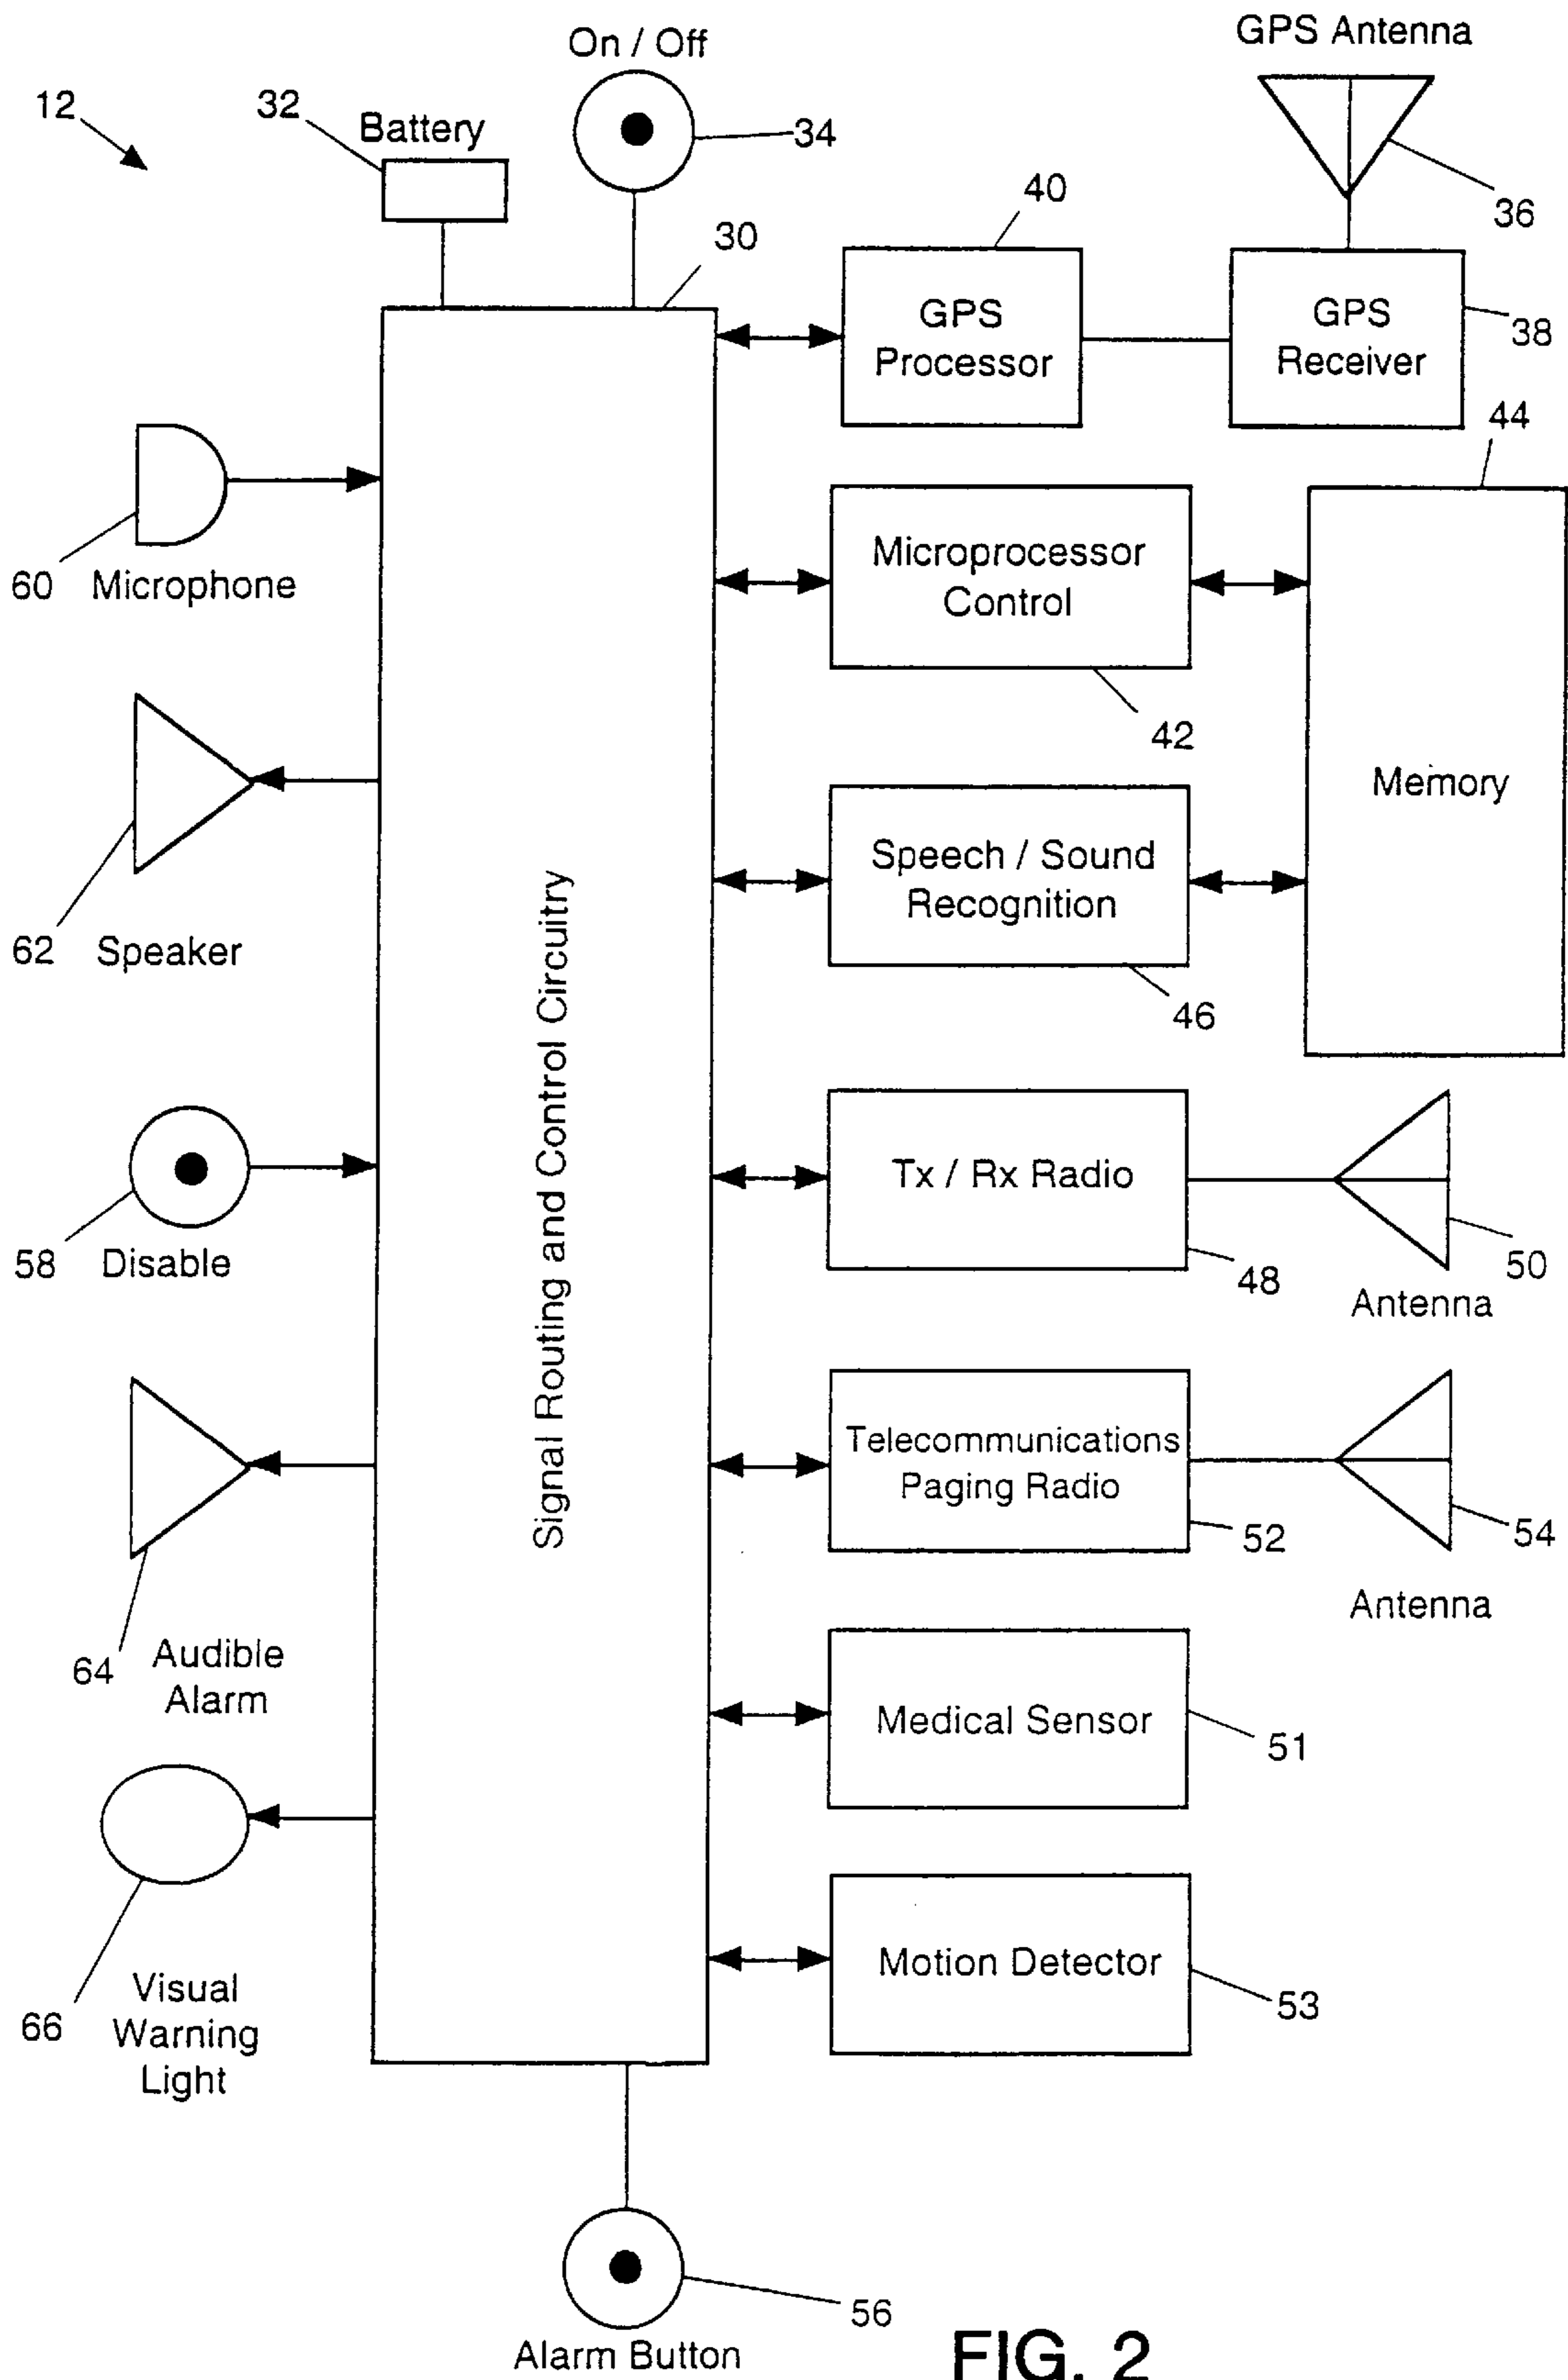 On / Off
GPS Antenna
12
32
Battery
34
36
40
30
GPS
Processor
GPS
Receiver
38
44
60
Microphone
Microprocessor
Control
42
Memory
62
Speaker
Speech / Sound
Recognition
46
Signal Routing and Control Circuitry
58
Disable
Tx / Rx Radio
48
50
Antenna
64
Audible
Alarm
Telecommunications
Paging Radio
52
54
Antenna
Medical Sensor
51
66
Visual
Warning
Light
Motion Detector
53
56
Alarm Button
FIG. 2